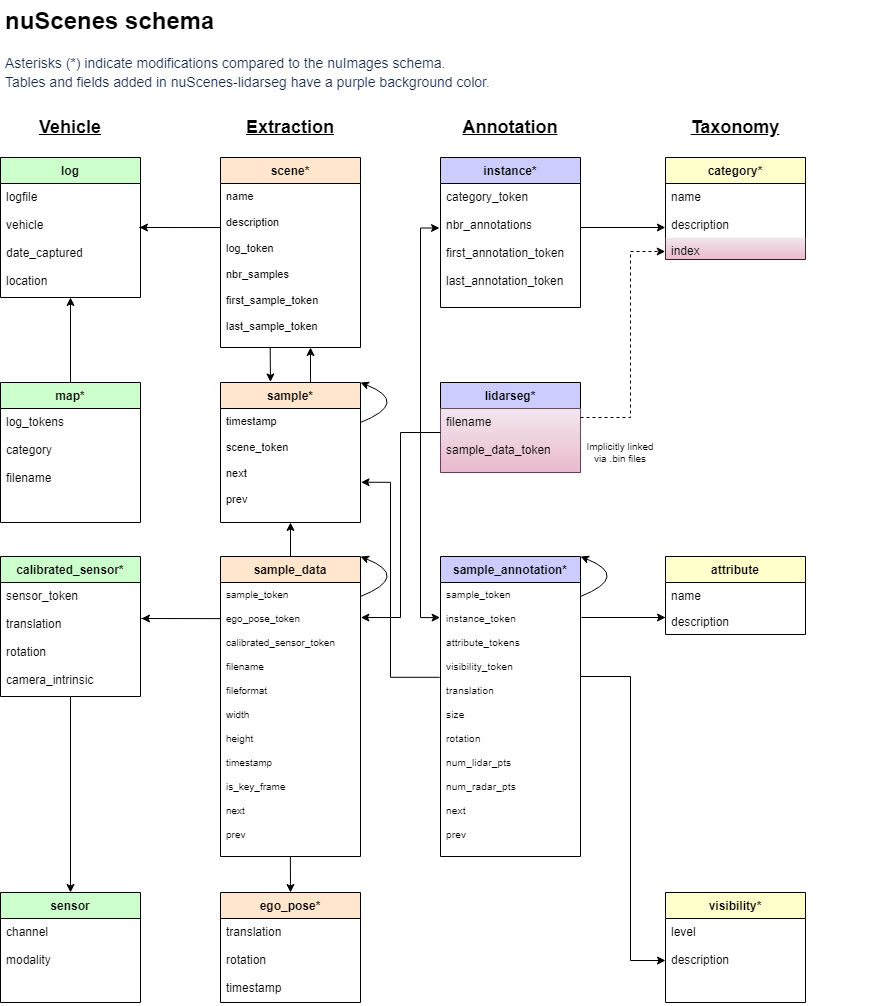 nuScenes schema
Asterisks (*) indicate modifications compared to the nuImages schema.
Tables and fields added in nuScenes-lidarseg have a purple background color.
Vehicle
Extraction
Annotation
Taxonomy
log
logfile
vehicle
date_captured
location
scene*
name
description
log_token
nbr_samples
first_sample_token
last_sample_token
instance*
category_token
nbr_annotations
first_annotation_token
last_annotation_token
category*
name
description
index
map*
log_tokens
category
filename
sample*
timestamp
scene_token
next
prev
lidarseg*
filename
sample_data_token
Implicitly linked
via .bin files
calibrated_sensor*
sensor_token
translation
rotation
camera_intrinsic
sample_data
sample_token
ego_pose_token
calibrated_sensor_token
filename
fileformat
width
height
timestamp
is_key_frame
next
prev
sample_annotation*
sample_token
instance_token
attribute_tokens
visibility_token
translation
size
rotation
num_lidar_pts
num_radar_pts
next
prev
attribute
name
description
sensor
channel
modality
ego_pose*
translation
rotation
timestamp
visibility*
level
description